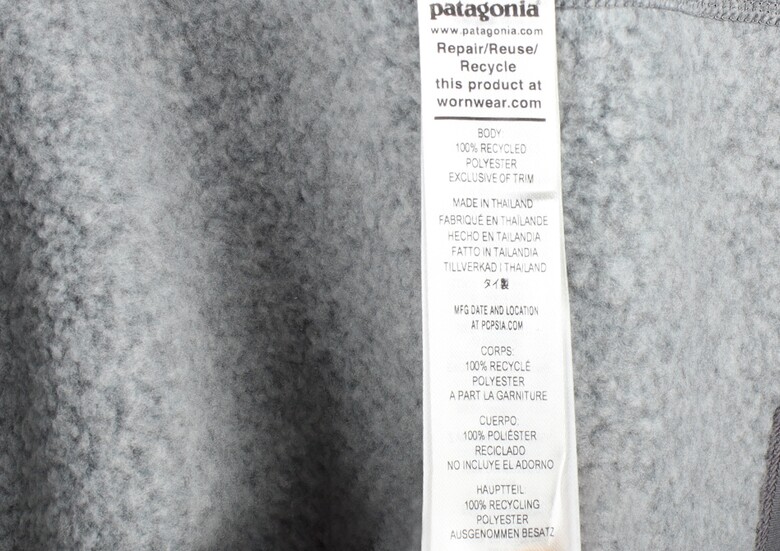 patagonia
www.patagonia.com
Repair/Reuse/
Recycle
this product at
wornwear.com
BODY
100% RECYCLED
POLYESTER
EXCLUSIVE OF TRIM
MADE IN THAILAND
FABRIQUÉ EN THAÏLANDE
HECHO EN TAILANDIA
FATTO IN TAILANDIA
TILLVERKAD I THAILAND
タイ製
MFG DATE AND LOCATION
AT PCPSIA.COM
CORPS:
100% RECYCLÉ
POLYESTER
A PART LA GARNITURE
CUERPO:
100% POLIÉSTER
RECICLADO
NO INCLUYE EL ADORNO
HAUPTTEIL:
100% RECYCLING
POLYESTER
AUSGENOMMEN BESATZ